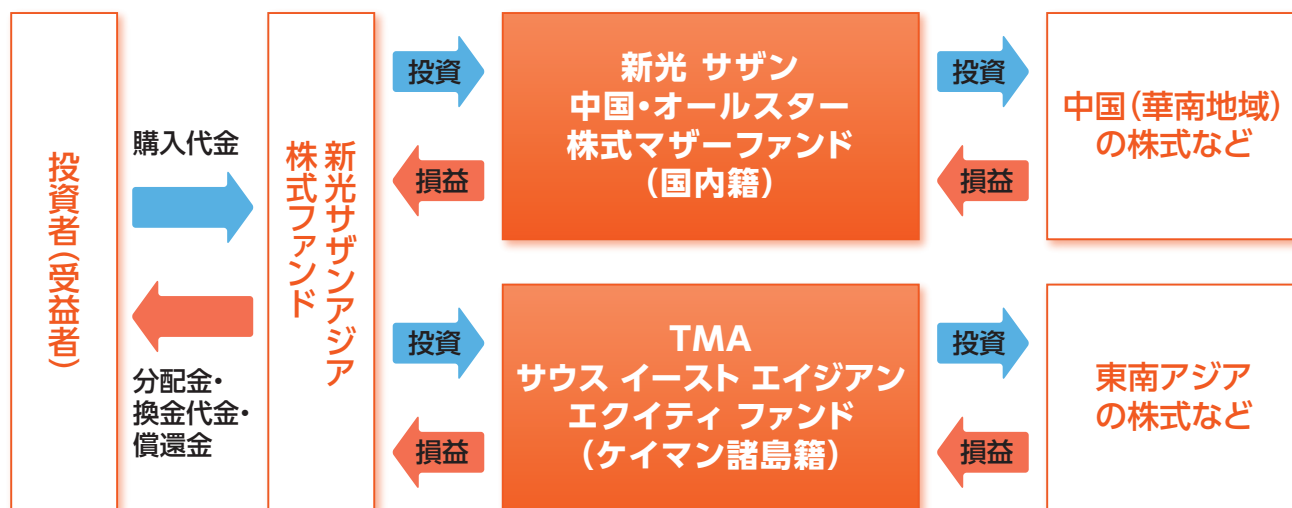 投資者(受益者)
購入代金
分配金・
換金代金・
償還金
新光サザンアジア
株式ファンド
投資
損益
新光 サザン
中国・オールスター
株式マザーファンド
(国内籍)
投資
損益
中国(華南地域)
の株式など
投資
損益
TMA
サウス イースト エイジアン
エクイティ ファンド
(ケイマン諸島籍)
投資
損益
東南アジア
の株式など